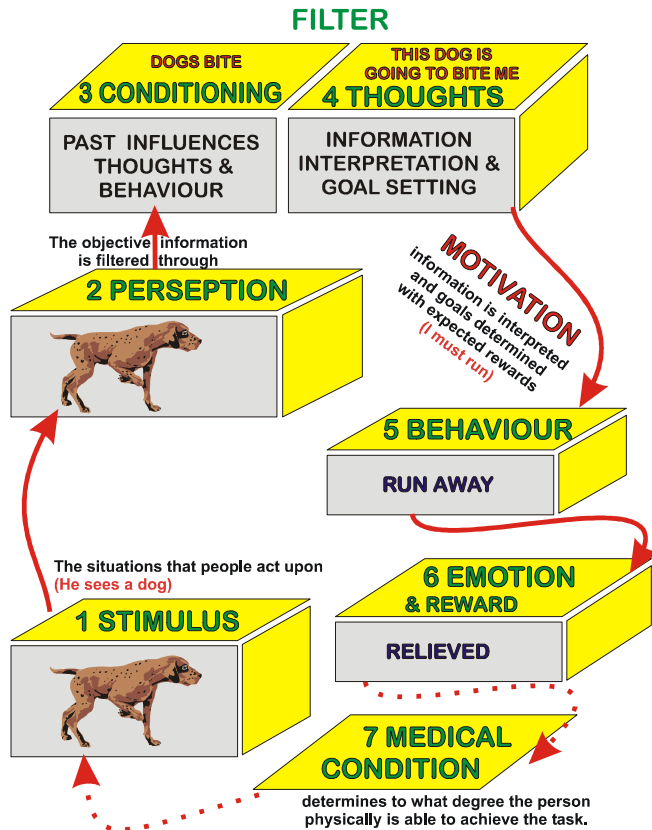 FILTER
DOGS BITE
3 CONDITIONING
THIS DOG IS
GOING TO BITE ME
4 THOUGHTS
PAST INFLUENCES
THOUGHTS &
BEHAVIOUR
INFORMATION
INTERPRETATION &
GOAL SETTING
The objective information
is filtered through
2 PERSEPTION
MOTIVATION
information is interpreted
and goals determined
with expected rewards
(I must run)
5 BEHAVIOUR
RUN AWAY
The situations that people act upon
(He sees a dog)
1 STIMULUS
6 EMOTION
& REWARD
RELIEVED
7 MEDICAL
CONDITION
determines to what degree the person
physically is able to achieve the task.